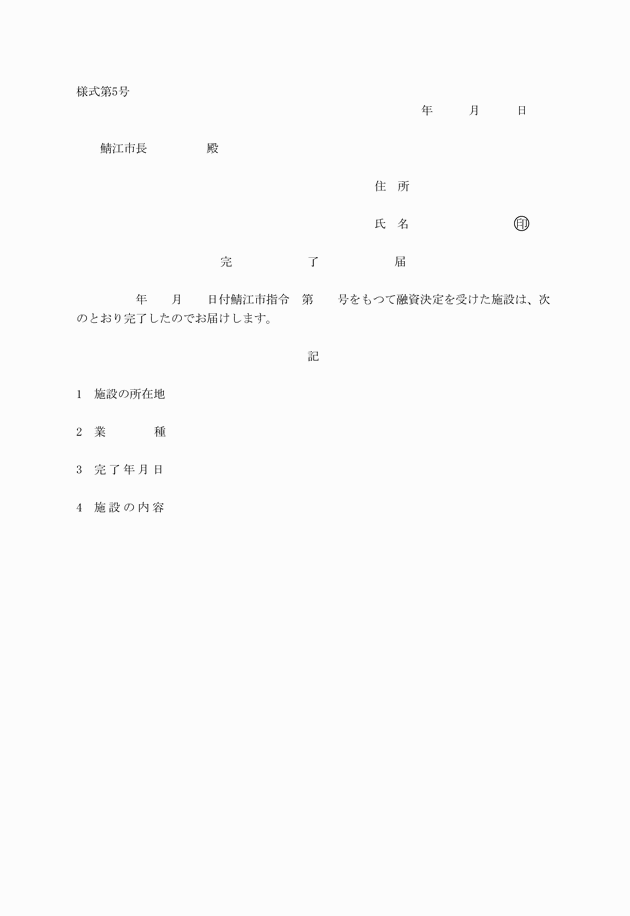 様式第5号
年　　　月　　　日
鯖江市長　　　　　殿
住　所
氏　名　　　　　　　　　㊞
完　　　　　　了　　　　　　届
年　　月　　日付鯖江市指令　第　　号をもつて融資決定を受けた施設は、次
のとおり完了したのでお届けします。
記
1　施設の所在地
2　業　　　　種
3　完了年月日
4　施設の内容